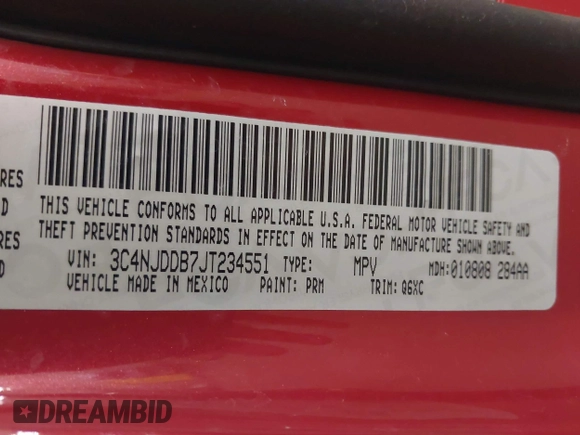 RES
THIS VEHICLE CONFORMS TO ALL APPLICABLE U.S.A. FEDERAL MOTOR VEHICLE SAFETY AND
D
THEFT PREVENTION STANDARDS IN EFFECT ON THE DATE OF MANUFACTURE SHOWN ABOVE.
RES
VIN: 3C4NJDDB7JT234551 TYPE: MPV MDH:010808 284AA
D
VEHICLE MADE IN MEXICO PAINT: PRM TRIM: Q6XC
DREAMBID